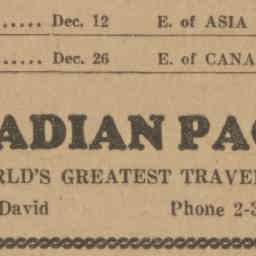 ..... Dec. 12 E. of ASIA
..... Dec. 26 E. of CANA
ADIAN PAC
RLD'S GREATEST TRAVE
David Phone 2-3